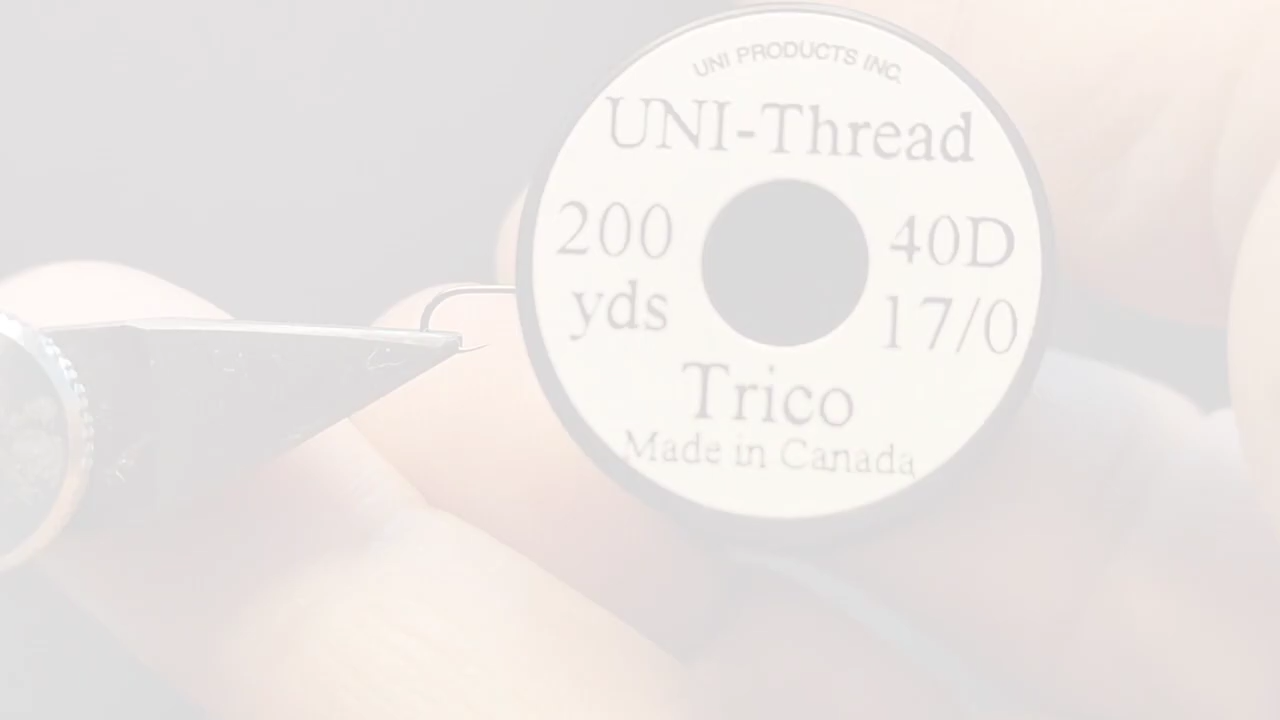 UNI PRODUCTS INC.
UNI-Thread
200 40D
yds 17/0
Trico
Made in Canada